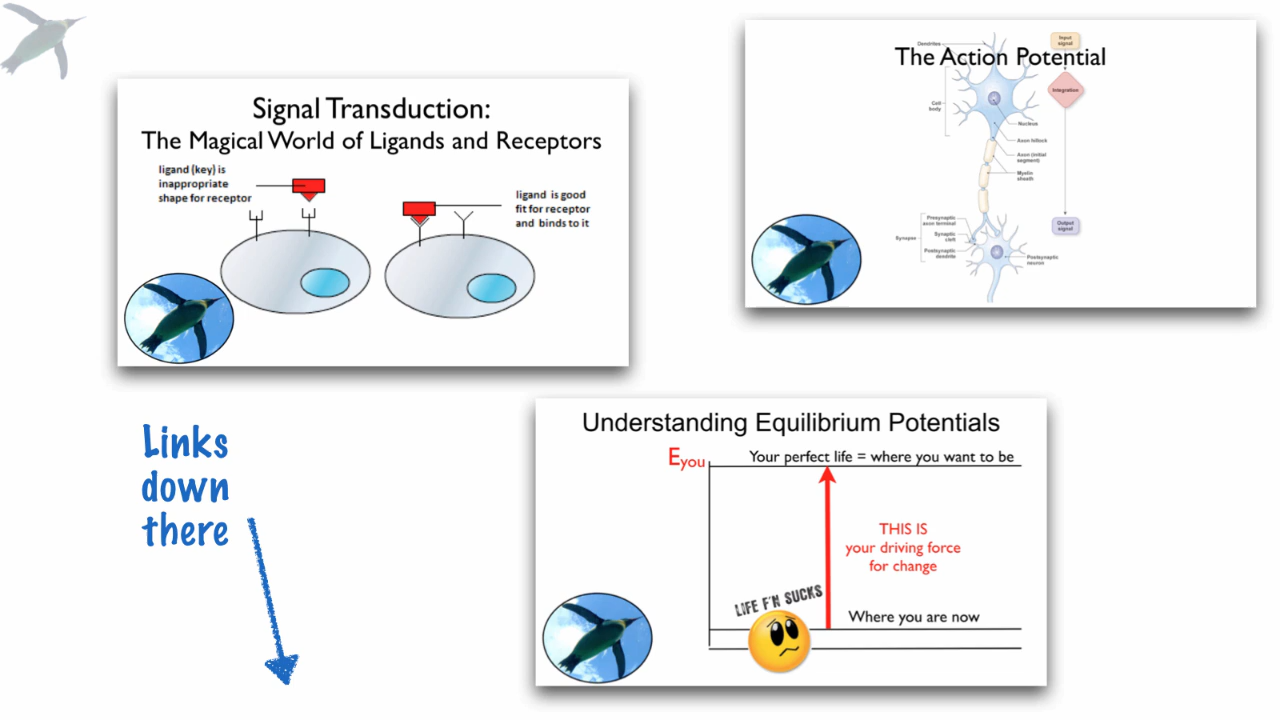 Signal Transduction:
The Magical World of Ligands and Receptors
ligand (key) is
inappropriate
shape for receptor
ligand is good
fit for receptor
and binds to it
The Action Potential
Dendrites
Cell
body
Nucleus
Axon hillock
Axon (initial
segment)
Myelin
sheath
Presynaptic
axon terminal
Synapse
Synaptic
cleft
Postsynaptic
dendrite
Postsynaptic
neuron
Input
signal
Integration
Output
signal
Links
down
there
Understanding Equilibrium Potentials
Eyou
Your perfect life = where you want to be
THIS IS
your driving force
for change
LIFE F'N SUCKS
Where you are now